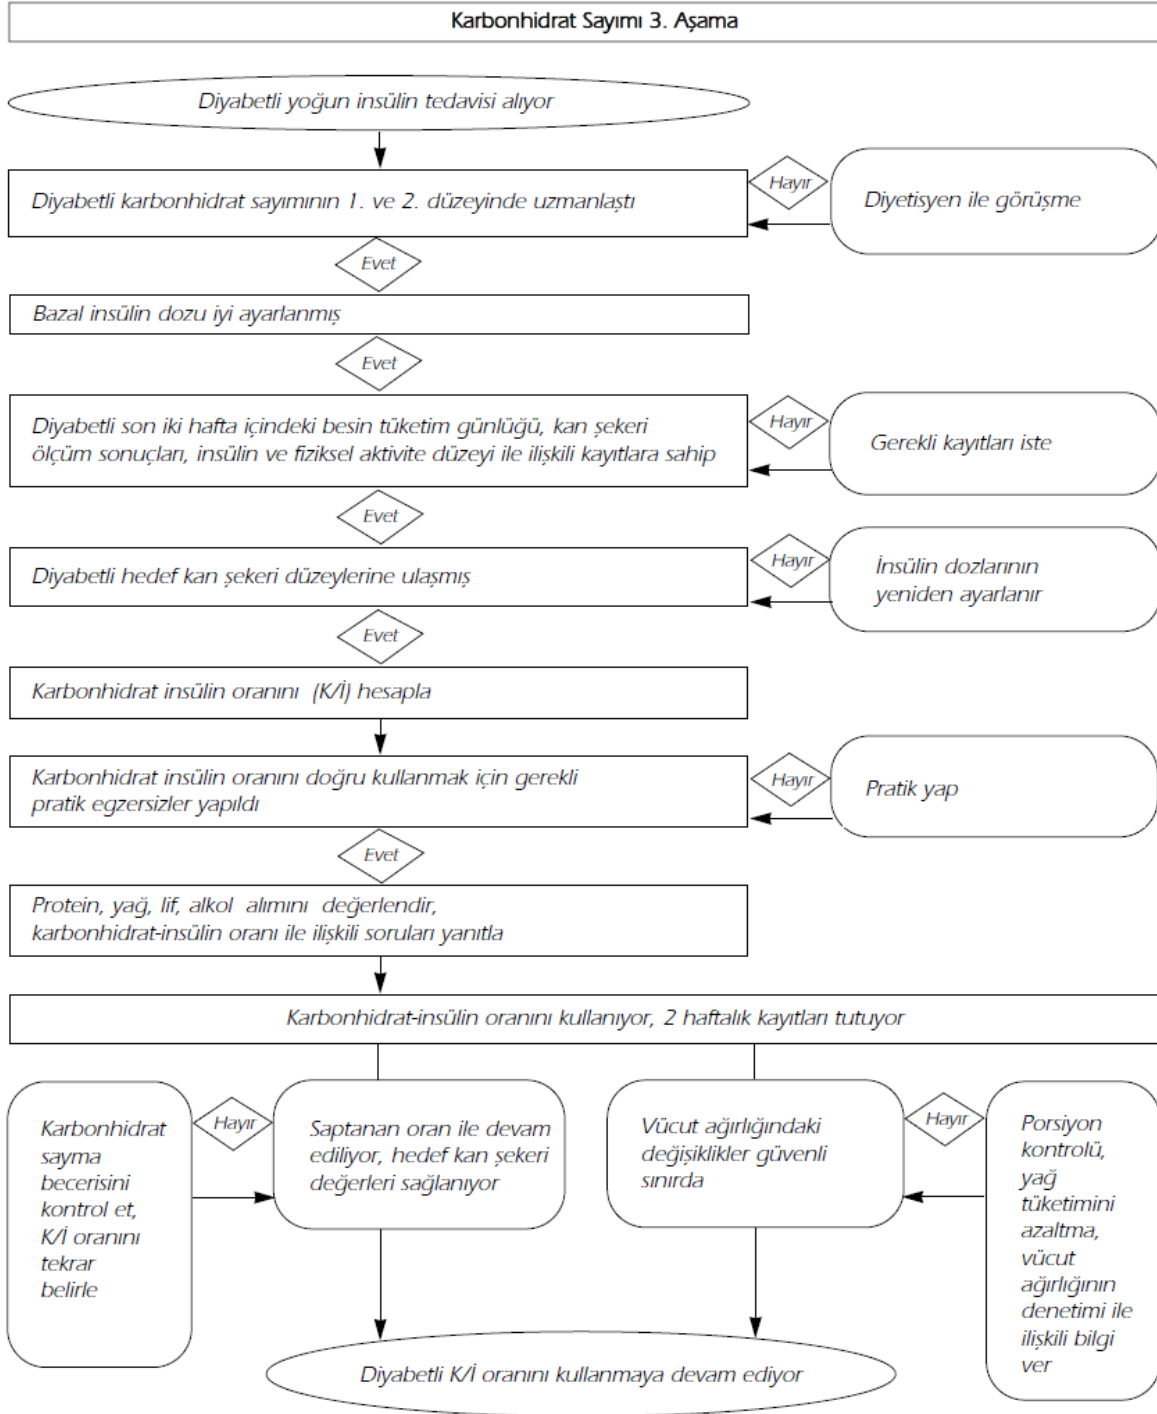 Karbonhidrat Sayımı 3. Aşama
Diyabetli yoğun insülin tedavisi alıyor
Diyabetli karbonhidrat sayımının 1. ve 2. düzeyinde uzmanlaştı
Hayır
Diyetisyen ile görüşme
Evet
Bazal insülin dozu iyi ayarlanmış
Evet
Diyabetli son iki hafta içindeki besin tüketim günlüğü, kan şekeri
ölçüm sonuçları, insülin ve fiziksel aktivite düzeyi ile ilişkili kayıtlara sahip
Hayır
Gerekli kayıtları iste
Evet
Diyabetli hedef kan şekeri düzeylerine ulaşmış
Hayır
İnsülin dozlarının
yeniden ayarlanır
Evet
Karbonhidrat insülin oranını (K/İ) hesapla
Karbonhidrat insülin oranını doğru kullanmak için gerekli
pratik egzersizler yapıldı
Hayır
Pratik yap
Evet
Protein, yağ, lif, alkol alımını değerlendir,
karbonhidrat-insülin oranı ile ilişkili soruları yanıtla
Karbonhidrat-insülin oranını kullanıyor, 2 haftalık kayıtları tutuyor
Karbonhidrat
sayma
becerisini
kontrol et,
K/İ oranını
tekrar
belirle
Hayır
Saptanan oran ile devam
ediliyor, hedef kan şekeri
değerleri sağlanıyor
Vücut ağırlığındaki
değişiklikler güvenli
sınırda
Hayır
Porsiyon
kontrolü,
yağ
tüketimini
azaltma,
vücut
ağırlığının
denetimi ile
ilişkili bilgi
ver
Diyabetli K/İ oranını kullanmaya devam ediyor